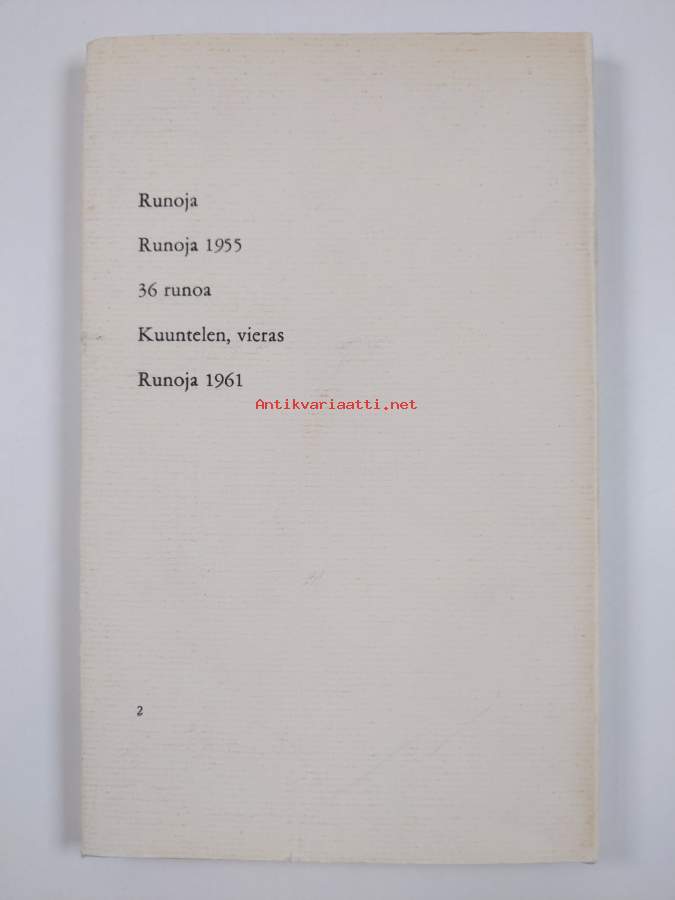 Runoja
Runoja 1955
36 runoa
Kuuntelen, vieras
Runoja 1961
Antikvariaatti.net
2